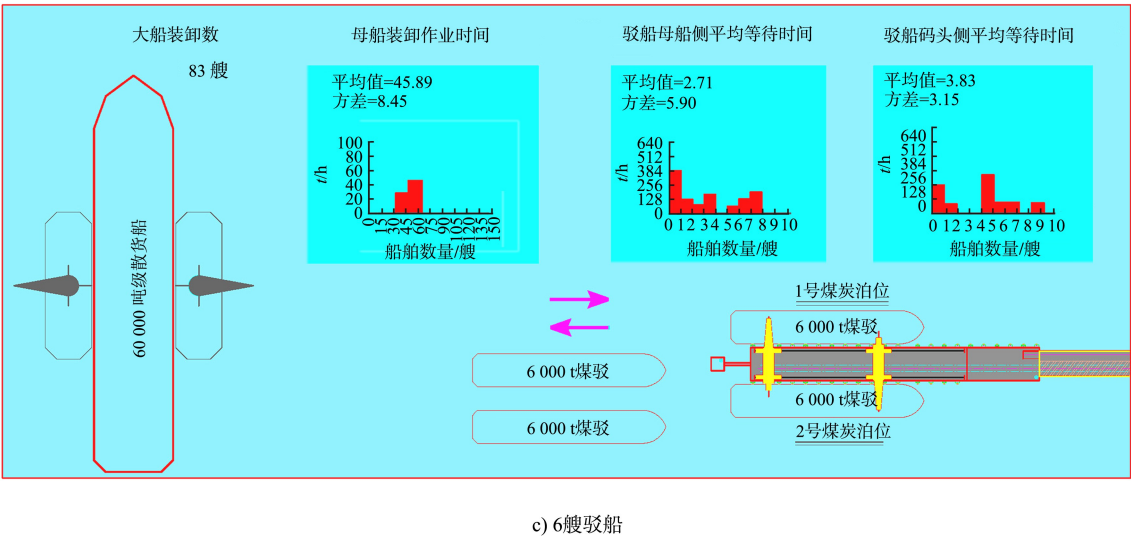 大船装卸数
83 艘
母船装卸作业时间
平均值=45.89
方差=8.45
t/h
100
80
60
40
20
0
0 15 30 45 60 75 90 105 120 135 150
船舶数量/艘
驳船母船侧平均等待时间
平均值=2.71
方差=5.90
t/h
640
512
384
256
128
0
0 1 2 3 4 5 6 7 8 9 10
船舶数量/艘
驳船码头侧平均等待时间
平均值=3.83
方差=3.15
t/h
640
512
384
256
128
0
0 1 2 3 4 5 6 7 8 9 10
船舶数量/艘
60 000 吨级散货船
1号煤炭泊位
6 000 t煤驳
6 000 t煤驳
6 000 t煤驳
6 000 t煤驳
2号煤炭泊位
c) 6艘驳船